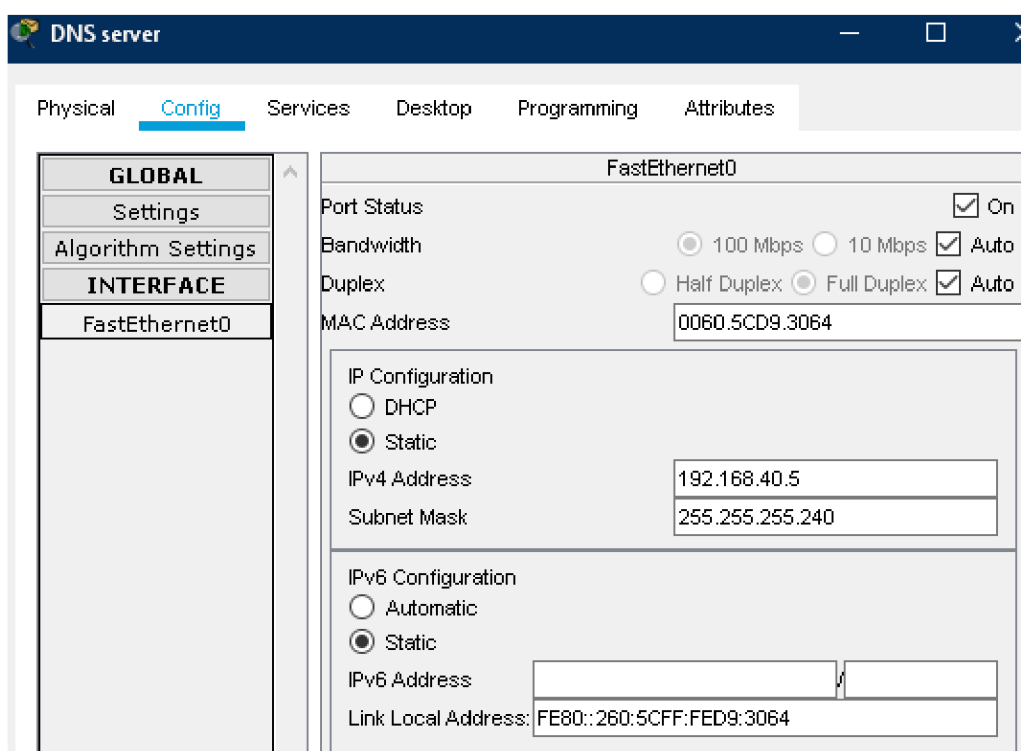 DNS server
Physical Config Services Desktop Programming Attributes
GLOBAL
Settings
Algorithm Settings
INTERFACE
FastEthernet0
FastEthernet0
Port Status On
Bandwidth 100 Mbps 10 Mbps Auto
Duplex Half Duplex Full Duplex Auto
MAC Address 0060.5CD9.3064
IP Configuration
DHCP
Static
IPv4 Address 192.168.40.5
Subnet Mask 255.255.255.240
IPv6 Configuration
Automatic
Static
IPv6 Address /
Link Local Address: FE80::260:5CFF:FED9:3064